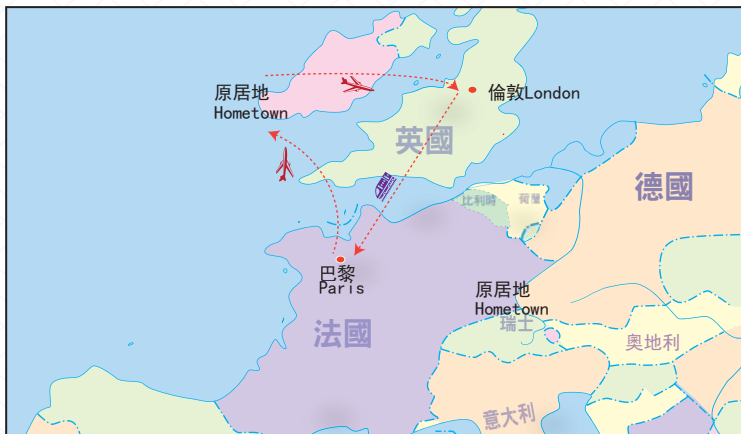 原居地
Hometown
倫敦London
英國
德國
比利時
荷蘭
巴黎
Paris
原居地
Hometown
瑞士
法國
奧地利
意大利